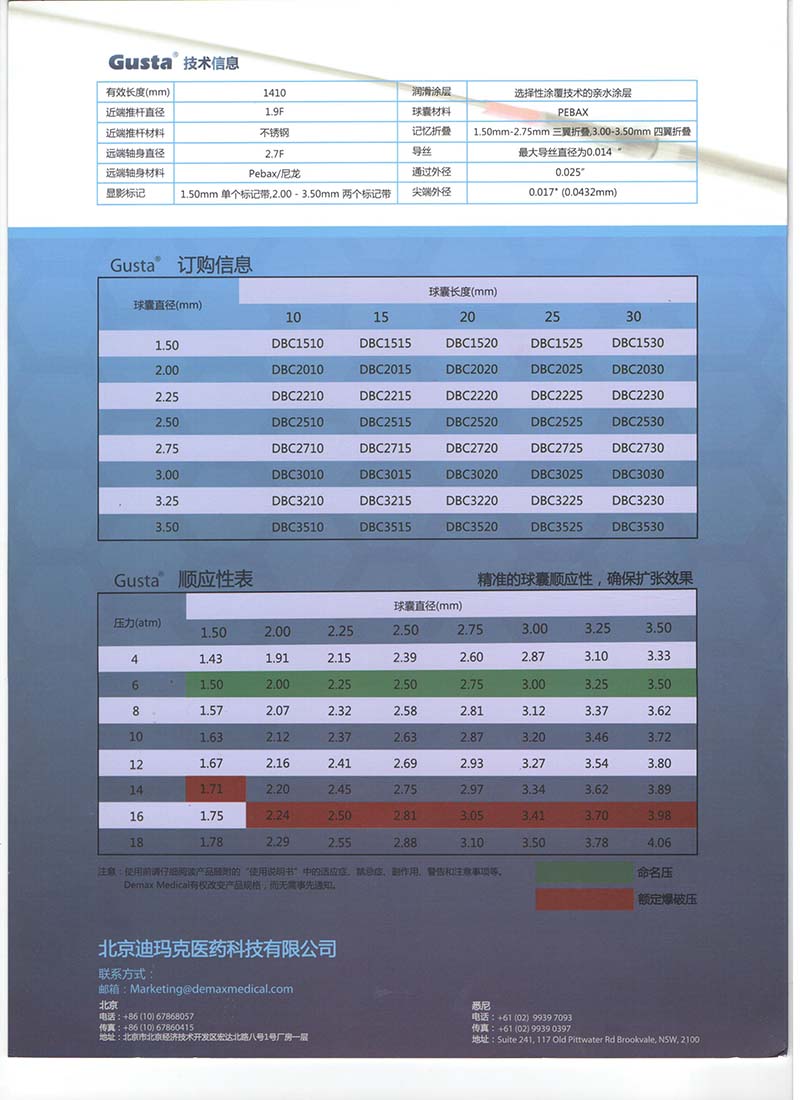 Gusta® 技术信息
有效长度(mm) 1410 润滑涂层 选择性涂覆技术的亲水涂层
近端推杆直径 1.9F 球囊材料 PEBAX
近端推杆材料 不锈钢 记忆折叠 1.50mm-2.75mm 三翼折叠,3.00-3.50mm 四翼折叠
远端轴身直径 2.7F 导丝 最大导丝直径为0.014 "
远端轴身材料 Pebax/尼龙 通过外径 0.025"
显影标记 1.50mm 单个标记带,2.00 - 3.50mm 两个标记带 尖端外径 0.017" (0.0432mm)
Gusta® 订购信息
球囊直径(mm) 球囊长度(mm)
10 15 20 25 30
1.50 DBC1510 DBC1515 DBC1520 DBC1525 DBC1530
2.00 DBC2010 DBC2015 DBC2020 DBC2025 DBC2030
2.25 DBC2210 DBC2215 DBC2220 DBC2225 DBC2230
2.50 DBC2510 DBC2515 DBC2520 DBC2525 DBC2530
2.75 DBC2710 DBC2715 DBC2720 DBC2725 DBC2730
3.00 DBC3010 DBC3015 DBC3020 DBC3025 DBC3030
3.25 DBC3210 DBC3215 DBC3220 DBC3225 DBC3230
3.50 DBC3510 DBC3515 DBC3520 DBC3525 DBC3530
Gusta® 顺应性表 精准的球囊顺应性，确保扩张效果
压力(atm) 球囊直径(mm)
1.50 2.00 2.25 2.50 2.75 3.00 3.25 3.50
4 1.43 1.91 2.15 2.39 2.60 2.87 3.10 3.33
6 1.50 2.00 2.25 2.50 2.75 3.00 3.25 3.50
8 1.57 2.07 2.32 2.58 2.81 3.12 3.37 3.62
10 1.63 2.12 2.37 2.63 2.87 3.20 3.46 3.72
12 1.67 2.16 2.41 2.69 2.93 3.27 3.54 3.80
14 1.71 2.20 2.45 2.75 2.97 3.34 3.62 3.89
16 1.75 2.24 2.50 2.81 3.05 3.41 3.70 3.98
18 1.78 2.29 2.55 2.88 3.10 3.50 3.78 4.06
注意：使用前请仔细阅读产品随附的"使用说明书"中的适应症、禁忌症、副作用、警告和注意事项等。
Demax Medical有权改变产品规格，而无需事先通知。
命名压
额定爆破压
北京迪玛克医药科技有限公司
联系方式：
邮箱：Marketing@demaxmedical.com
北京
电话：+86 (10) 67868057
传真：+86 (10) 67860415
地址：北京市北京经济技术开发区宏达北路八号1号厂房一层
悉尼
电话：+61 (02) 9939 7093
传真：+61 (02) 9939 0397
地址：Suite 241, 117 Old Pittwater Rd Brookvale, NSW, 2100